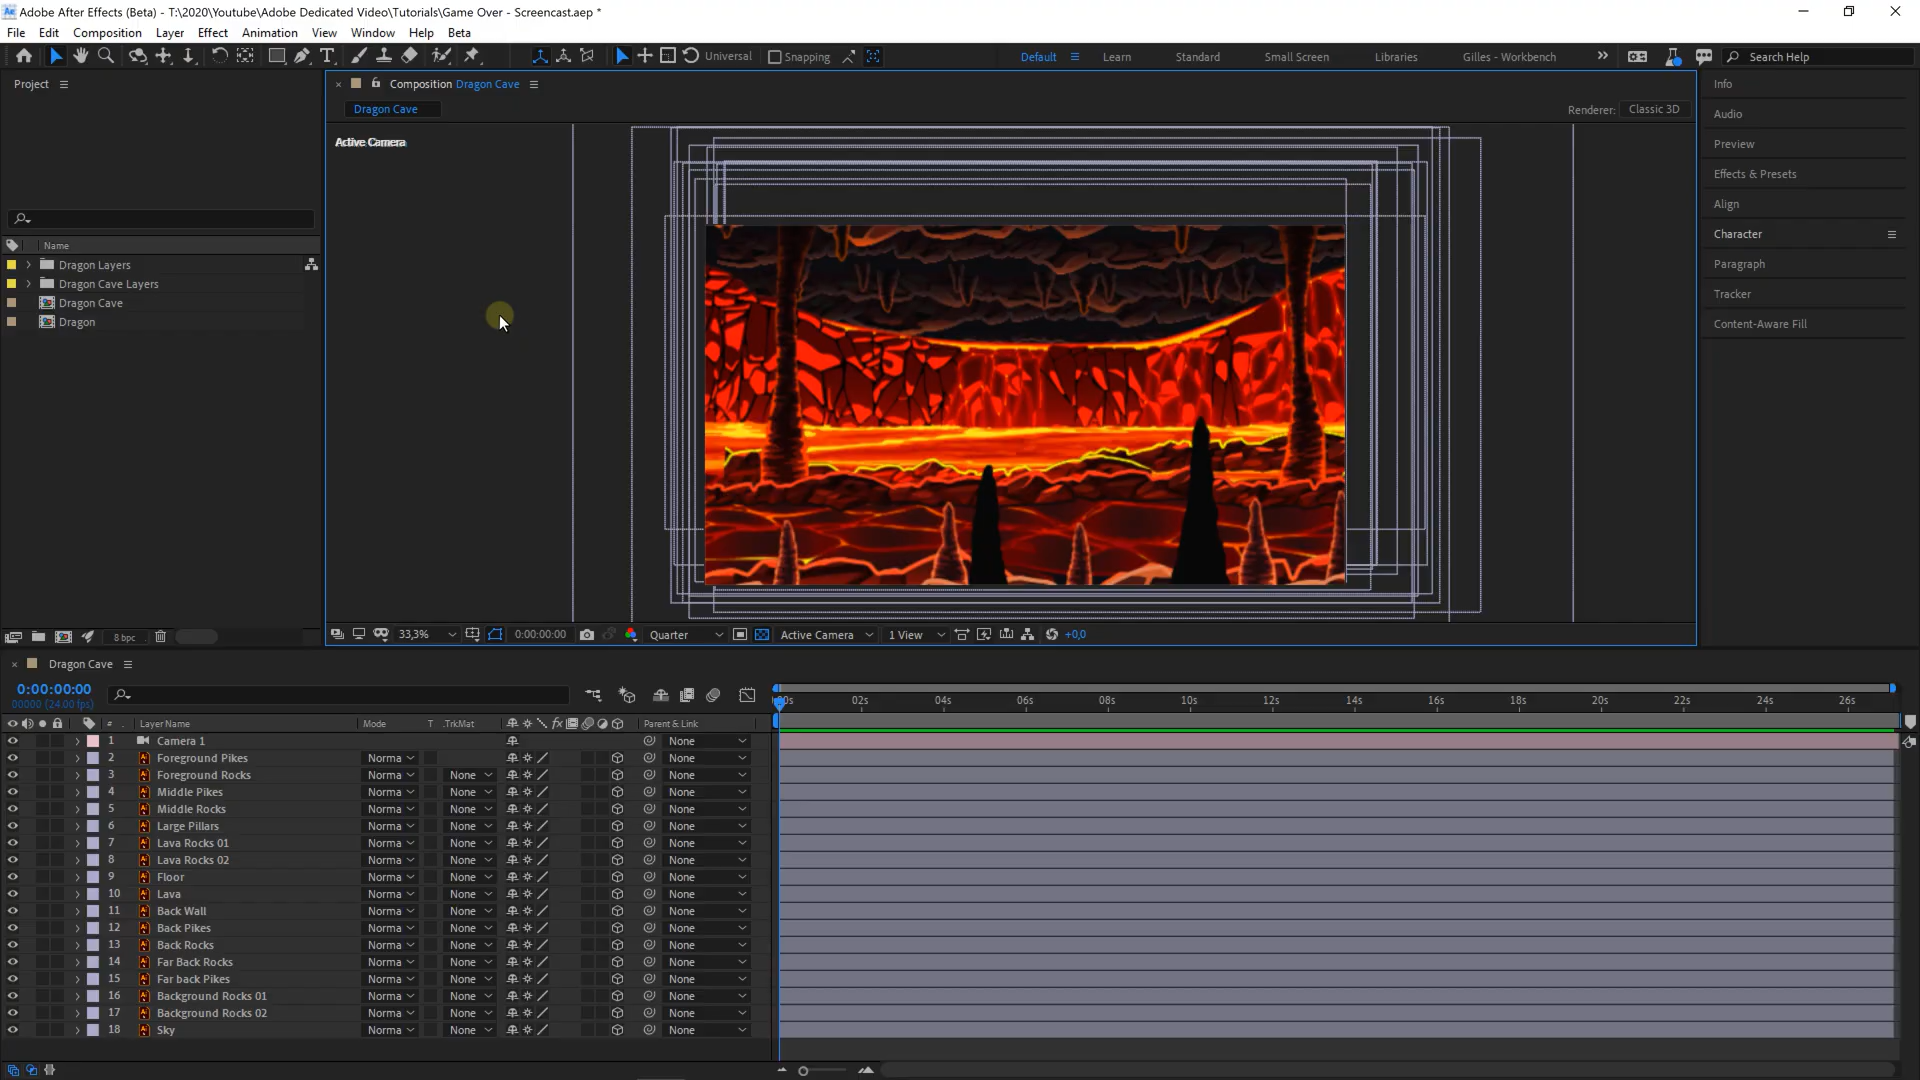 Adobe After Effects (Beta) - T:\2020\Youtube\Adobe Dedicated Video\Tutorials\Game Over - Screencast.aep *
File Edit Composition Layer Effect Animation View Window Help Beta
Universal Snapping Default Learn Standard Small Screen Libraries Gilles - Workbench Search Help
Project
Composition Dragon Cave
Dragon Cave
Renderer: Classic 3D
Active Camera
Name
Dragon Layers
Dragon Cave Layers
Dragon Cave
Dragon
Info
Audio
Preview
Effects & Presets
Align
Character
Paragraph
Tracker
Content-Aware Fill
8 bpc
33,3% 0:00:00:00 Quarter Active Camera 1 View +0,0
Dragon Cave
0:00:00:00
00000 (24.00 fps)
02s 04s 06s 08s 10s 12s 14s 16s 18s 20s 22s 24s 26s
# Layer Name Mode T .TrkMat Parent & Link
1 Camera 1 None
2 Foreground Pikes Norma None
3 Foreground Rocks Norma None None
4 Middle Pikes Norma None None
5 Middle Rocks Norma None None
6 Large Pillars Norma None None
7 Lava Rocks 01 Norma None None
8 Lava Rocks 02 Norma None None
9 Floor Norma None None
10 Lava Norma None None
11 Back Wall Norma None None
12 Back Pikes Norma None None
13 Back Rocks Norma None None
14 Far Back Rocks Norma None None
15 Far back Pikes Norma None None
16 Background Rocks 01 Norma None None
17 Background Rocks 02 Norma None None
18 Sky Norma None None